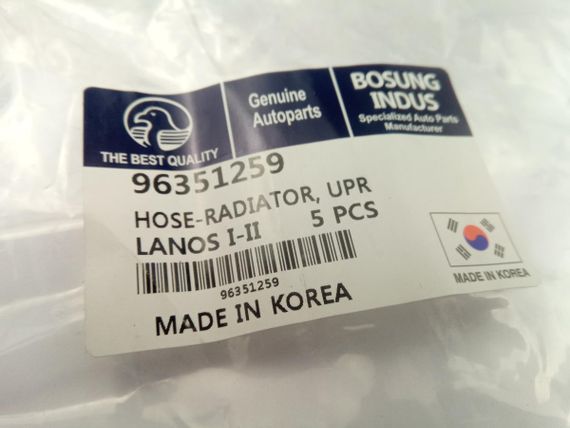 THE BEST QUALITY
Genuine
Autoparts
BOSUNG
INDUS
Specialized Auto Parts
Manufacturer
96351259
HOSE-RADIATOR, UPR
LANOS I-II 5 PCS
96351259
MADE IN KOREA
MADE IN KOREA